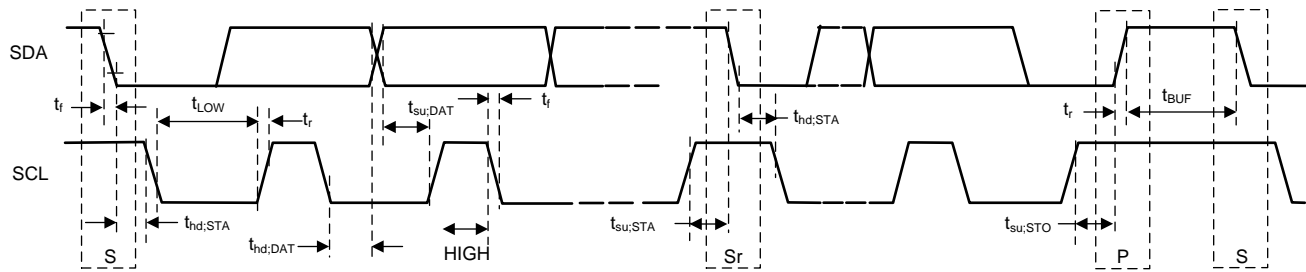 SDA
t_f
t_LOW
t_r
t_su;DAT
t_f
t_hd;STA
t_r
t_BUF
SCL
t_hd;STA
t_hd;DAT
HIGH
t_su;STA
t_su;STO
S
Sr
P
S